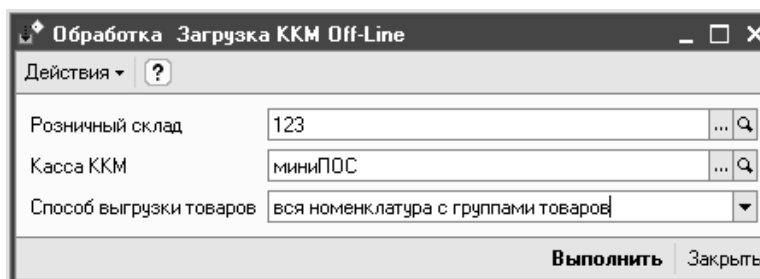 Обработка Загрузка ККМ Off-Line
Действия ?
Розничный склад 123 ...
Касса ККМ миниПОС ...
Способ выгрузки товаров вся номенклатура с группами товаров
Выполнить Закрыть